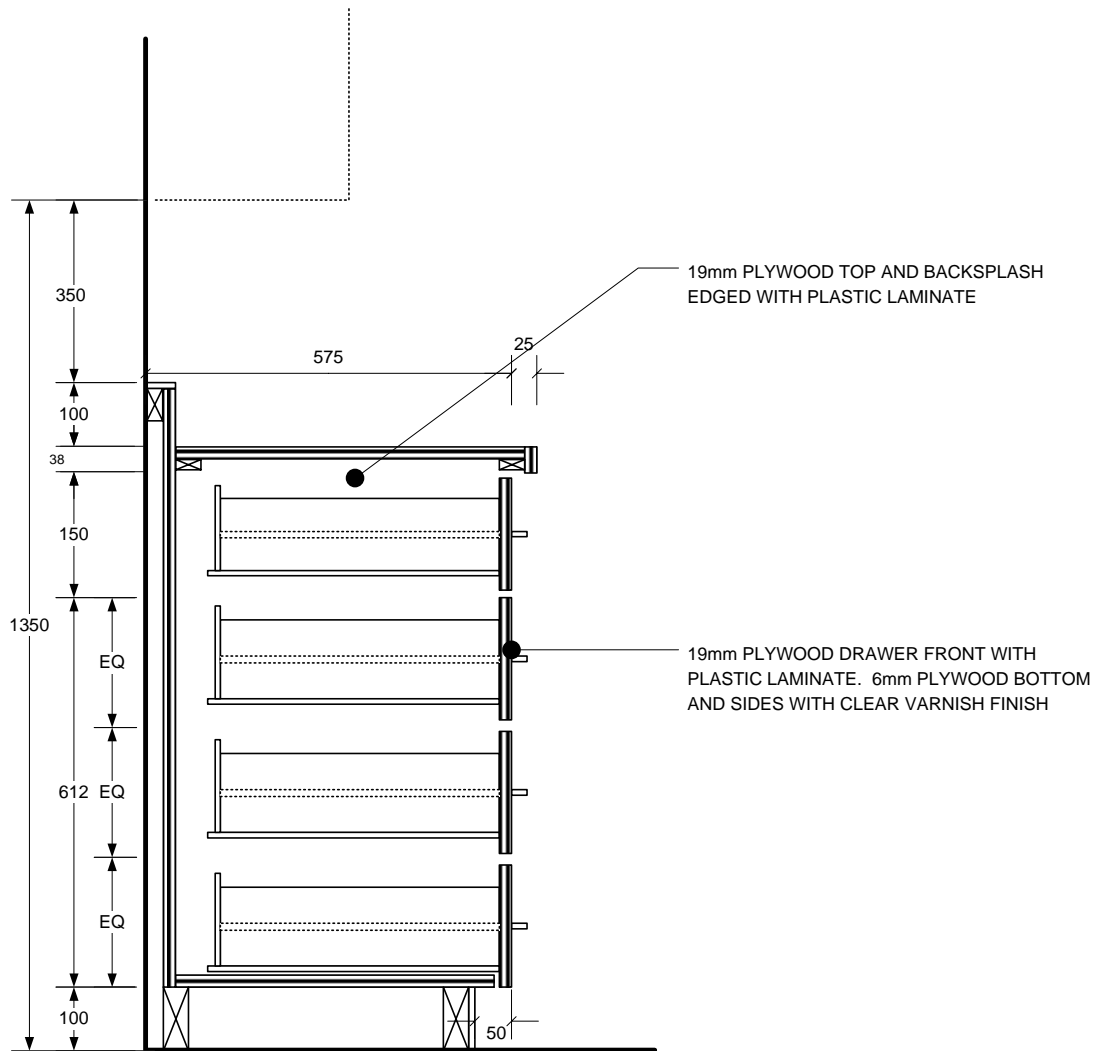 19mm PLYWOOD TOP AND BACKSPLASH
EDGED WITH PLASTIC LAMINATE
350
25
575
100
38
150
1350
EQ
19mm PLYWOOD DRAWER FRONT WITH
PLASTIC LAMINATE.  6mm PLYWOOD BOTTOM
AND SIDES WITH CLEAR VARNISH FINISH
612
EQ
EQ
100
50